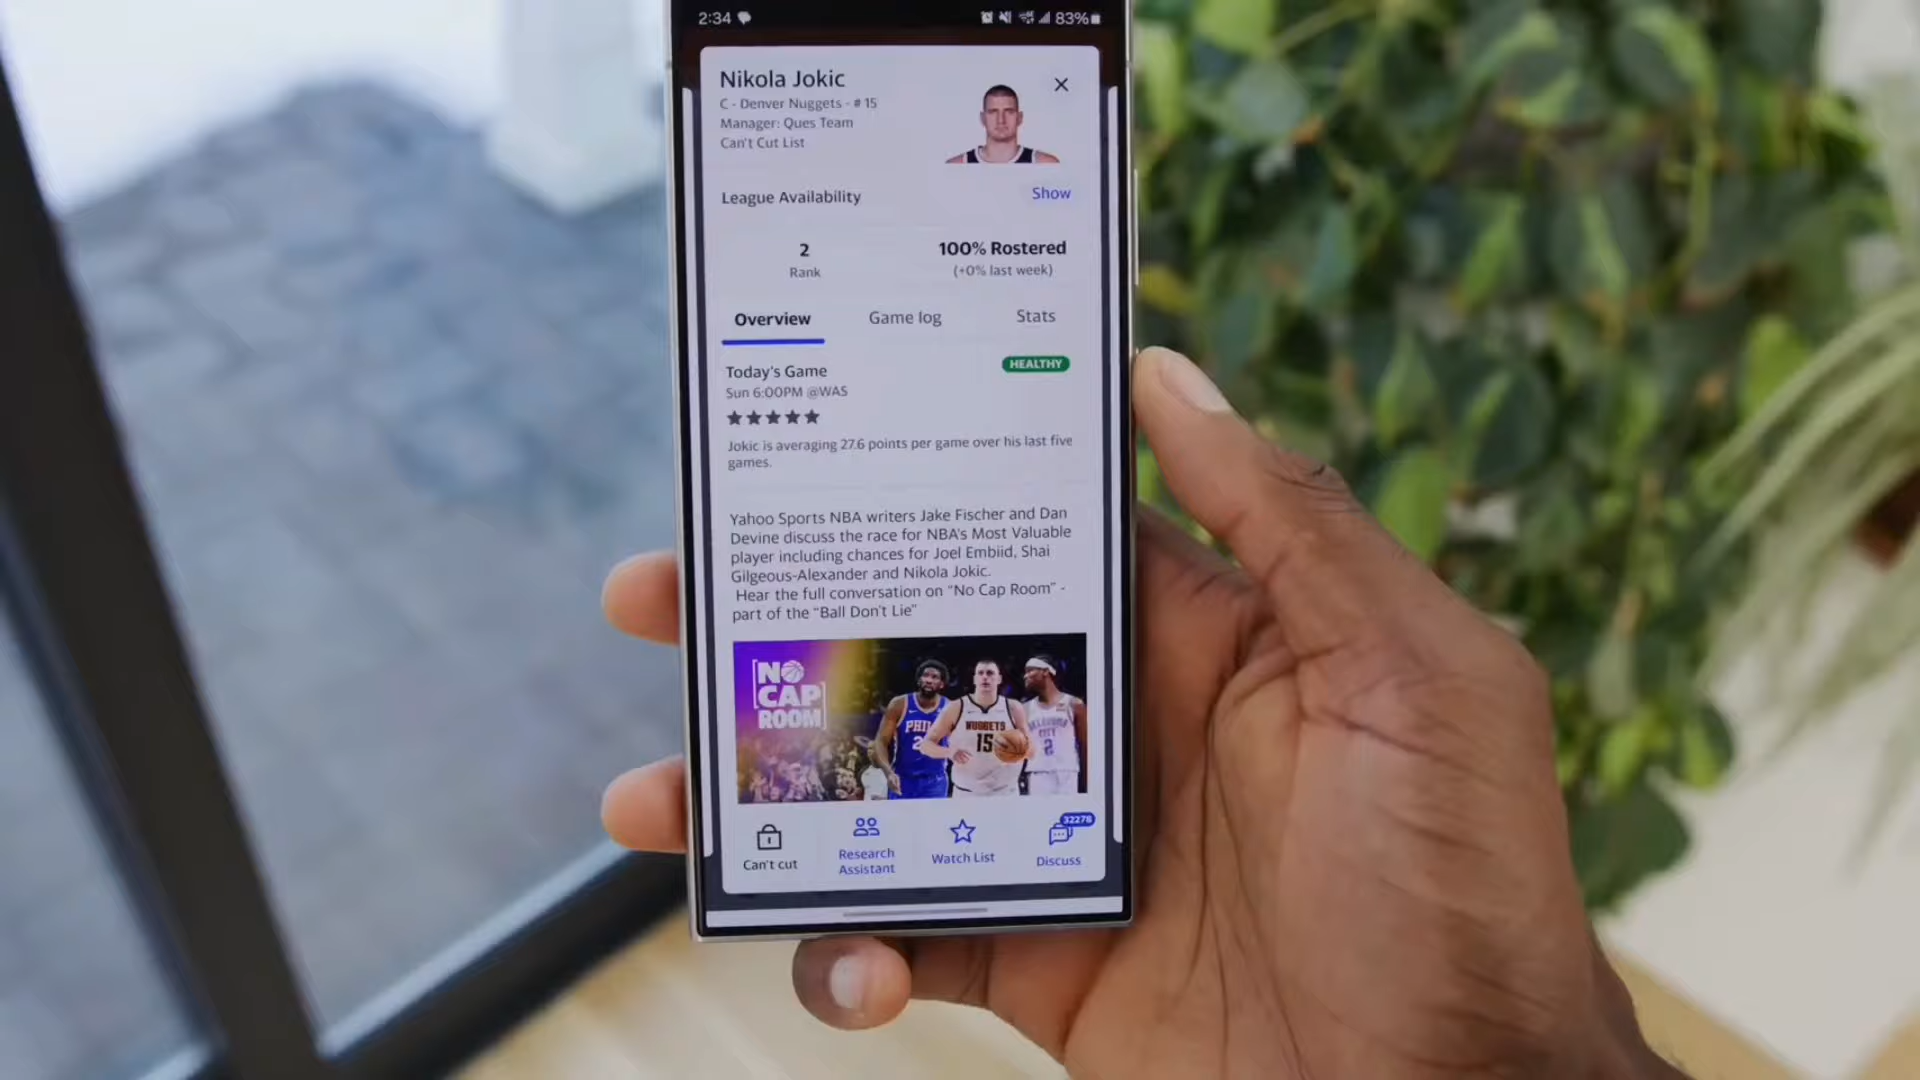 2:34
83%
Nikola Jokic
C - Denver Nuggets - # 15
Manager: Ques Team
Can't Cut List
League Availability
Show
2
Rank
100% Rostered
(+0% last week)
Overview
Game log
Stats
Today's Game
HEALTHY
Sun 6:00PM @WAS
Jokic is averaging 27.6 points per game over his last five
games.
Yahoo Sports NBA writers Jake Fischer and Dan
Devine discuss the race for NBA's Most Valuable
player including chances for Joel Embiid, Shai
Gilgeous-Alexander and Nikola Jokic.
Hear the full conversation on “No Cap Room” -
part of the “Ball Don't Lie”
NO
CAP
ROOM
PHIL
2
NUGGETS
15
CITY
2
Can't cut
Research
Assistant
Watch List
32278
Discuss